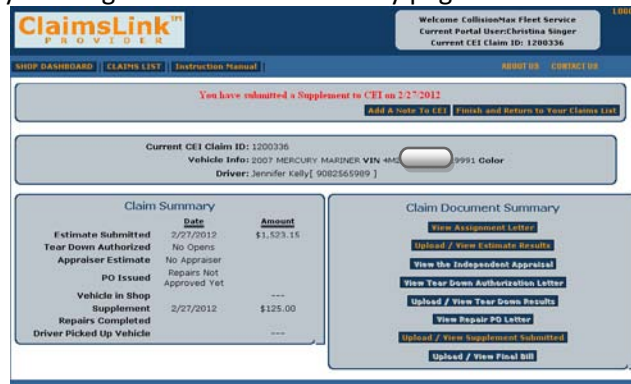 ClaimsLink™
PROVIDER
Welcome CollisionMax Fleet Service
Current Portal User:Christina Singer
Current CEI Claim ID: 1200336
SHOP DASHBOARD || CLAIMS LIST || Instruction Manual ||
ABOUT US CONTACT US
You have submitted a Supplement to CEI on 2/27/2012
Add A Note To CEI Finish and Return to Your Claims List
Current CEI Claim ID: 1200336
Vehicle Info: 2007 MERCURY MARINER VIN 4M2 9991 Color
Driver: Jennifer Kelly[ 9082565989 ]
Claim Summary
Date Amount
Estimate Submitted 2/27/2012 $1,523.15
Tear Down Authorized No Opens
Appraiser Estimate No Appraiser
PO Issued Repairs Not Approved Yet
Vehicle in Shop ---
Supplement 2/27/2012 $125.00
Repairs Completed
Driver Picked Up Vehicle ---
Claim Document Summary
View Assignment Letter
Upload / View Estimate Results
View the Independent Appraisal
View Tear Down Authorization Letter
Upload / View Tear Down Results
View Repair PO Letter
Upload / View Supplement Submitted
Upload / View Final Bill